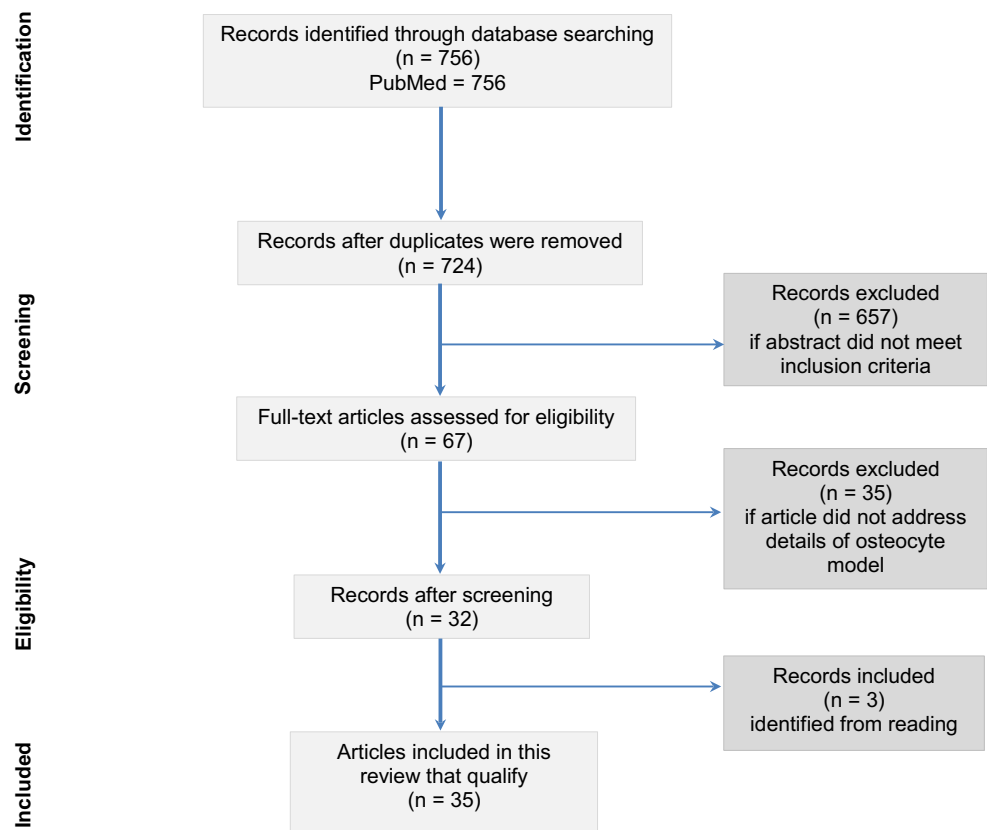 Identification
Records identified through database searching
(n = 756)
PubMed = 756
Records after duplicates were removed
(n = 724)
Screening
Records excluded
(n = 657)
if abstract did not meet
inclusion criteria
Full-text articles assessed for eligibility
(n = 67)
Records excluded
(n = 35)
if article did not address
details of osteocyte
model
Eligibility
Records after screening
(n = 32)
Records included
(n = 3)
identified from reading
Included
Articles included in this
review that qualify
(n = 35)